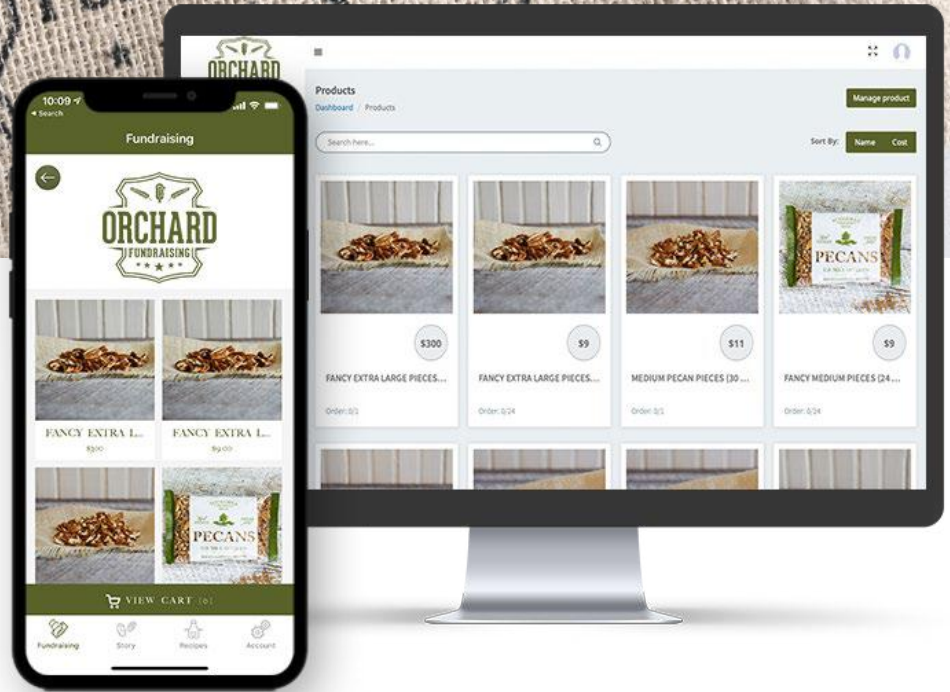 10:09
Search
Fundraising
ORCHARD
FUNDRAISING
FANCY EXTRA L...
$300
FANCY EXTRA L...
$9.00
PECANS
VIEW CART [0]
Fundraising
Story
Recipes
Account
ORCHARD
Products
Dashboard / Products
Manage product
Search here...
Sort By:
Name
Cost
PECANS
$300
$9
$11
$9
FANCY EXTRA LARGE PIECES...
FANCY EXTRA LARGE PIECES...
MEDIUM PECAN PIECES (30 ...
FANCY MEDIUM PIECES (24 ...
Order: 0/1
Order: 0/24
Order: 0/1
Order: 0/24